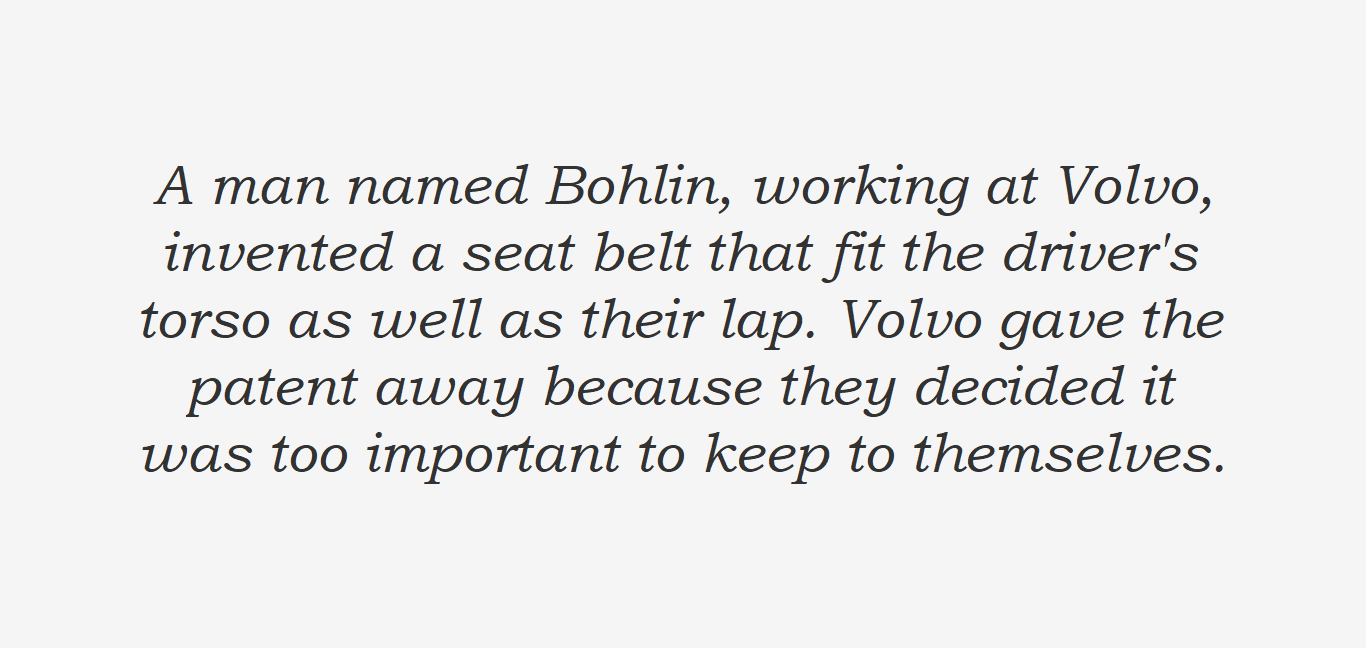 A man named Bohlin, working at Volvo,
invented a seat belt that fit the driver's
torso as well as their lap. Volvo gave the
patent away because they decided it
was too important to keep to themselves.